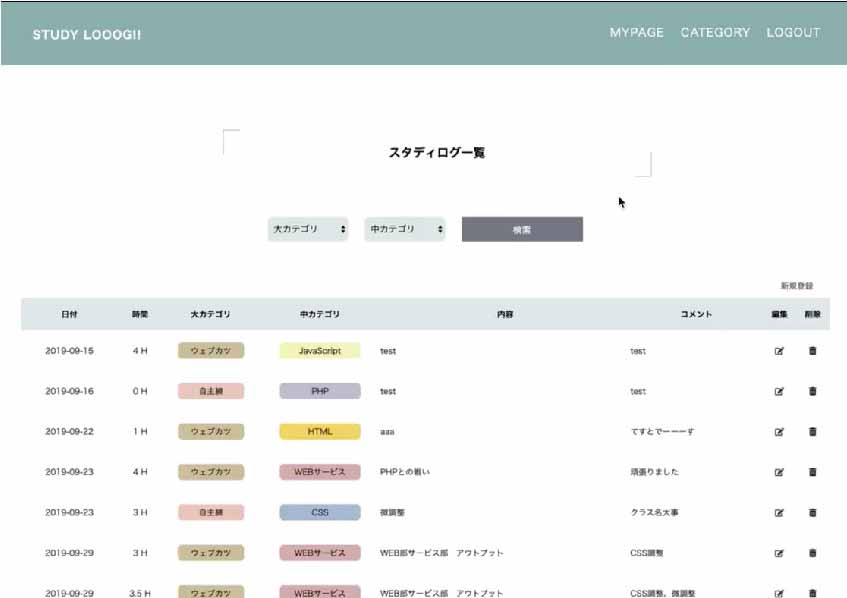 STUDY LOOOG!!
MYPAGE CATEGORY LOGOUT
スタディログ一覧
大カテゴリ 中カテゴリ 検索
新規登録
日付 時間 大カテゴリ 中カテゴリ 内容 コメント 編集 削除
2019-09-15 4 H ウェブカツ JavaScript test test
2019-09-16 0 H 自主練 PHP test test
2019-09-22 1 H ウェブカツ HTML aaa てすとでーーーす
2019-09-23 4 H ウェブカツ WEBサービス PHPとの戦い 頑張りました
2019-09-23 3 H 自主練 CSS 微調整 クラス名大事
2019-09-29 3 H ウェブカツ WEBサービス WEB部サービス部 アウトプット CSS調整
2019-09-29 3.5 H ウェブカツ WEBサービス WEB部サービス部 アウトプット CSS調整、微調整